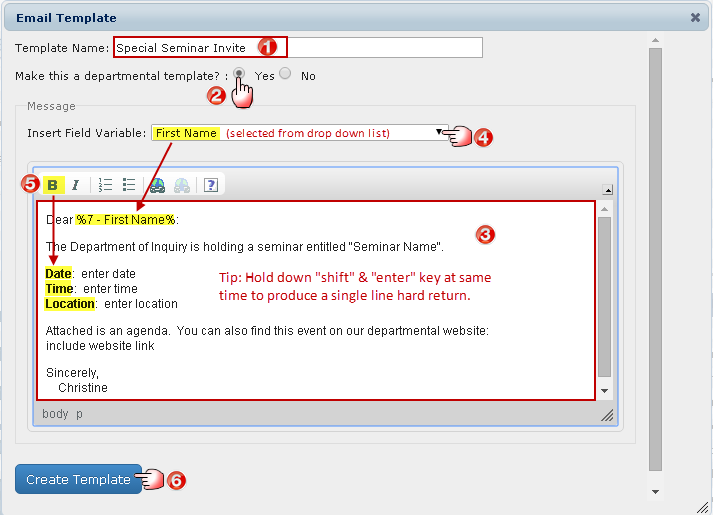 Email Template
Template Name: Special Seminar Invite 1
Make this a departmental template? : Yes No
2
Message
Insert Field Variable: First Name (selected from drop down list) 4
5 B I ?
Dear %7 - First Name%:
3
The Department of Inquiry is holding a seminar entitled "Seminar Name".
Date: enter date
Time: enter time
Location: enter location
Tip: Hold down "shift" & "enter" key at same
time to produce a single line hard return.
Attached is an agenda. You can also find this event on our departmental website:
include website link
Sincerely,
Christine
body p
Create Template 6